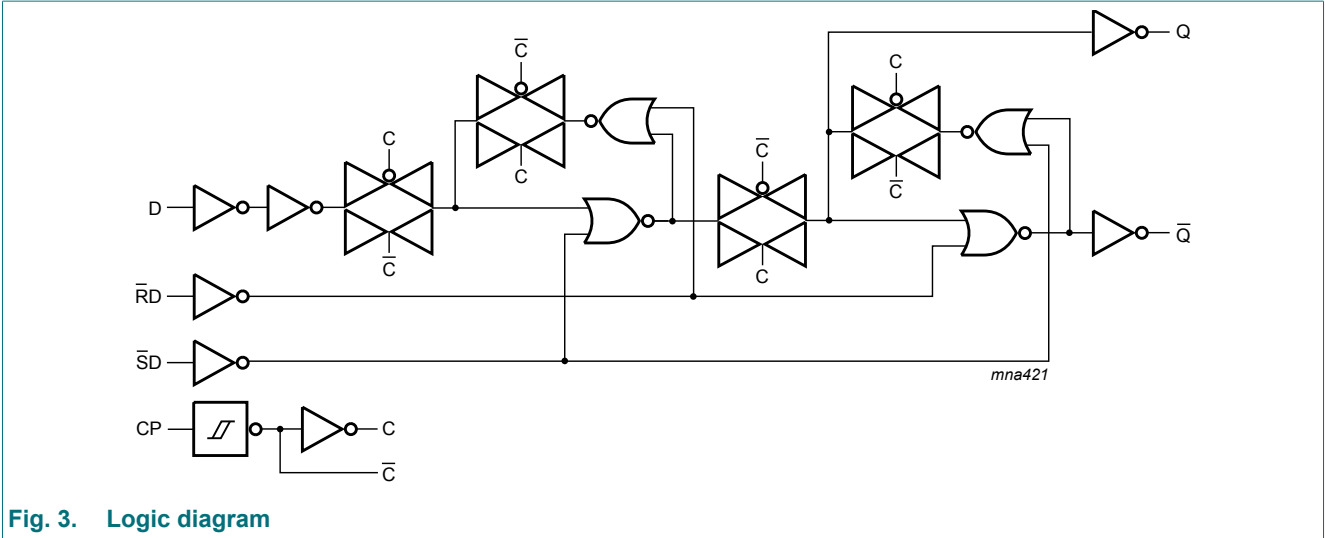 Q
C̅
C
C
D
C
C̅
C̅
C
C̅
C
Q̅
R̅D
S̅D
mna421
CP
C
C̅
Fig. 3. Logic diagram